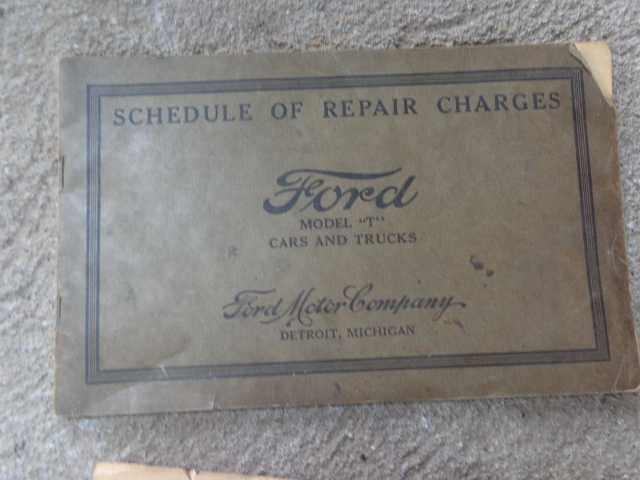 SCHEDULE OF REPAIR CHARGES
Ford
MODEL "T"
CARS AND TRUCKS
Ford Motor Company
DETROIT, MICHIGAN